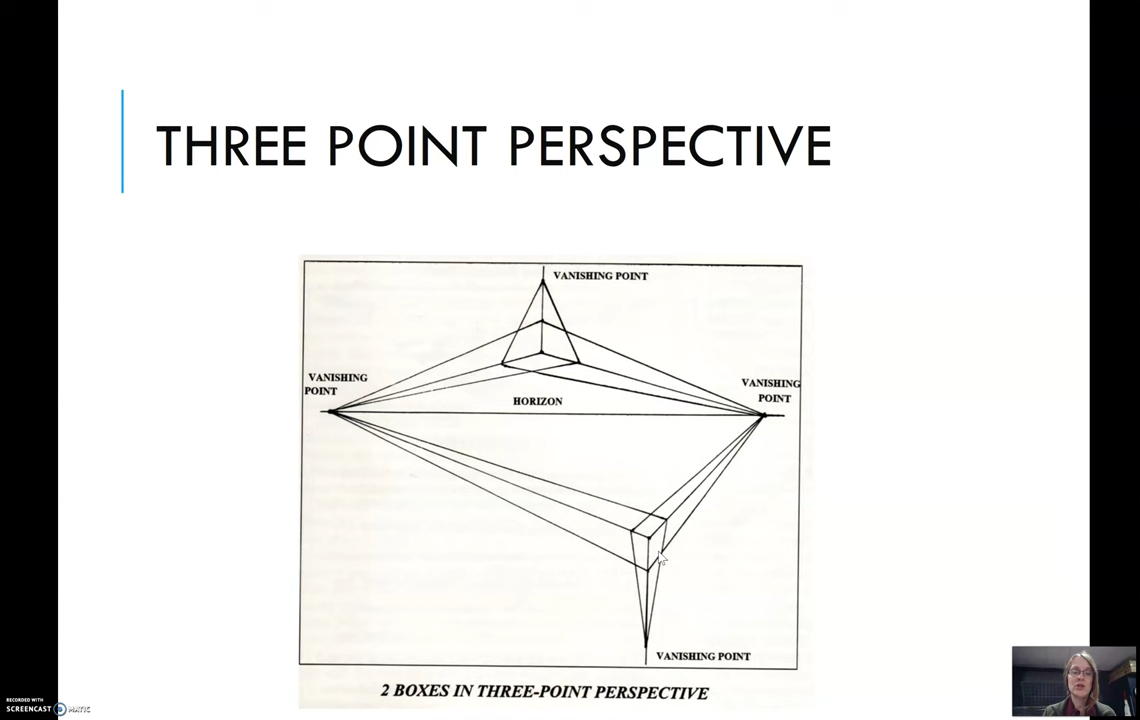 THREE POINT PERSPECTIVE
VANISHING POINT
VANISHING
POINT
HORIZON
VANISHING
POINT
VANISHING POINT
2 BOXES IN THREE-POINT PERSPECTIVE
RECORDED WITH
SCREENCAST MATIC